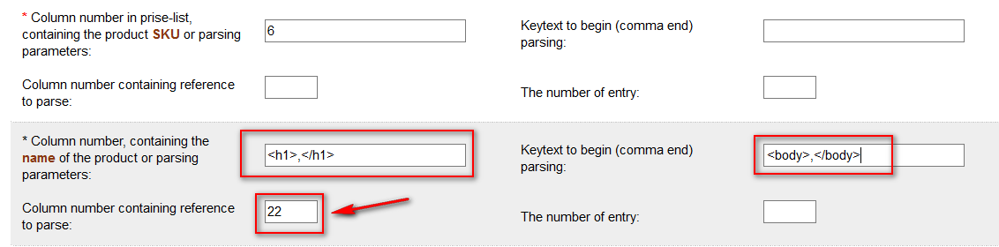 * Column number in prise-list,
containing the product SKU or parsing
parameters:
6
Keytext to begin (comma end)
parsing:
Column number containing reference
to parse:
The number of entry:
* Column number, containing the
name of the product or parsing
parameters:
<h1>,</h1>
Keytext to begin (comma end)
parsing:
<body>,</body>
Column number containing reference
to parse:
22
The number of entry: